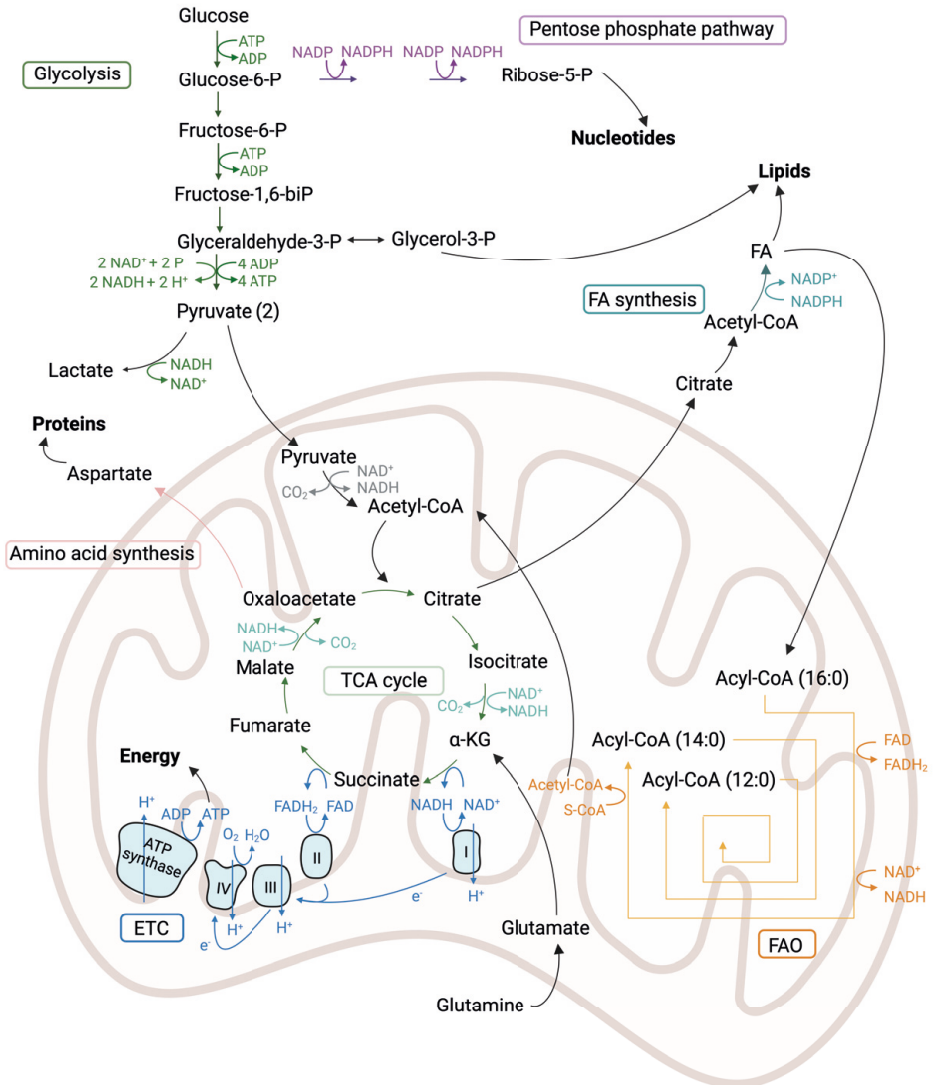 Glucose
ATP
ADP
Glycolysis
Glucose-6-P
NADP NADPH
NADP NADPH
Pentose phosphate pathway
Ribose-5-P
Nucleotides
Fructose-6-P
ATP
ADP
Fructose-1,6-biP
Lipids
Glyceraldehyde-3-P
Glycerol-3-P
2 NAD⁺ + 2 P
4 ADP
2 NADH + 2 H⁺
4 ATP
FA
NADP⁺
NADPH
FA synthesis
Acetyl-CoA
Pyruvate (2)
Lactate
NADH
NAD⁺
Citrate
Proteins
Aspartate
Pyruvate
NAD⁺
CO₂
NADH
Acetyl-CoA
Amino acid synthesis
Oxaloacetate
Citrate
NADH
NAD⁺
CO₂
Malate
Isocitrate
TCA cycle
CO₂
NAD⁺
NADH
Acyl-CoA (16:0)
Fumarate
α-KG
Acyl-CoA (14:0)
FAD
FADH₂
Energy
Succinate
Acyl-CoA (12:0)
Acetyl-CoA
S-CoA
H⁺
ADP
ATP
FADH₂
FAD
NADH
NAD⁺
O₂
H₂O
ATP
synthase
IV
III
II
I
H⁺
H⁺
H⁺
e⁻
e⁻
ETC
NAD⁺
NADH
Glutamate
FAO
Glutamine